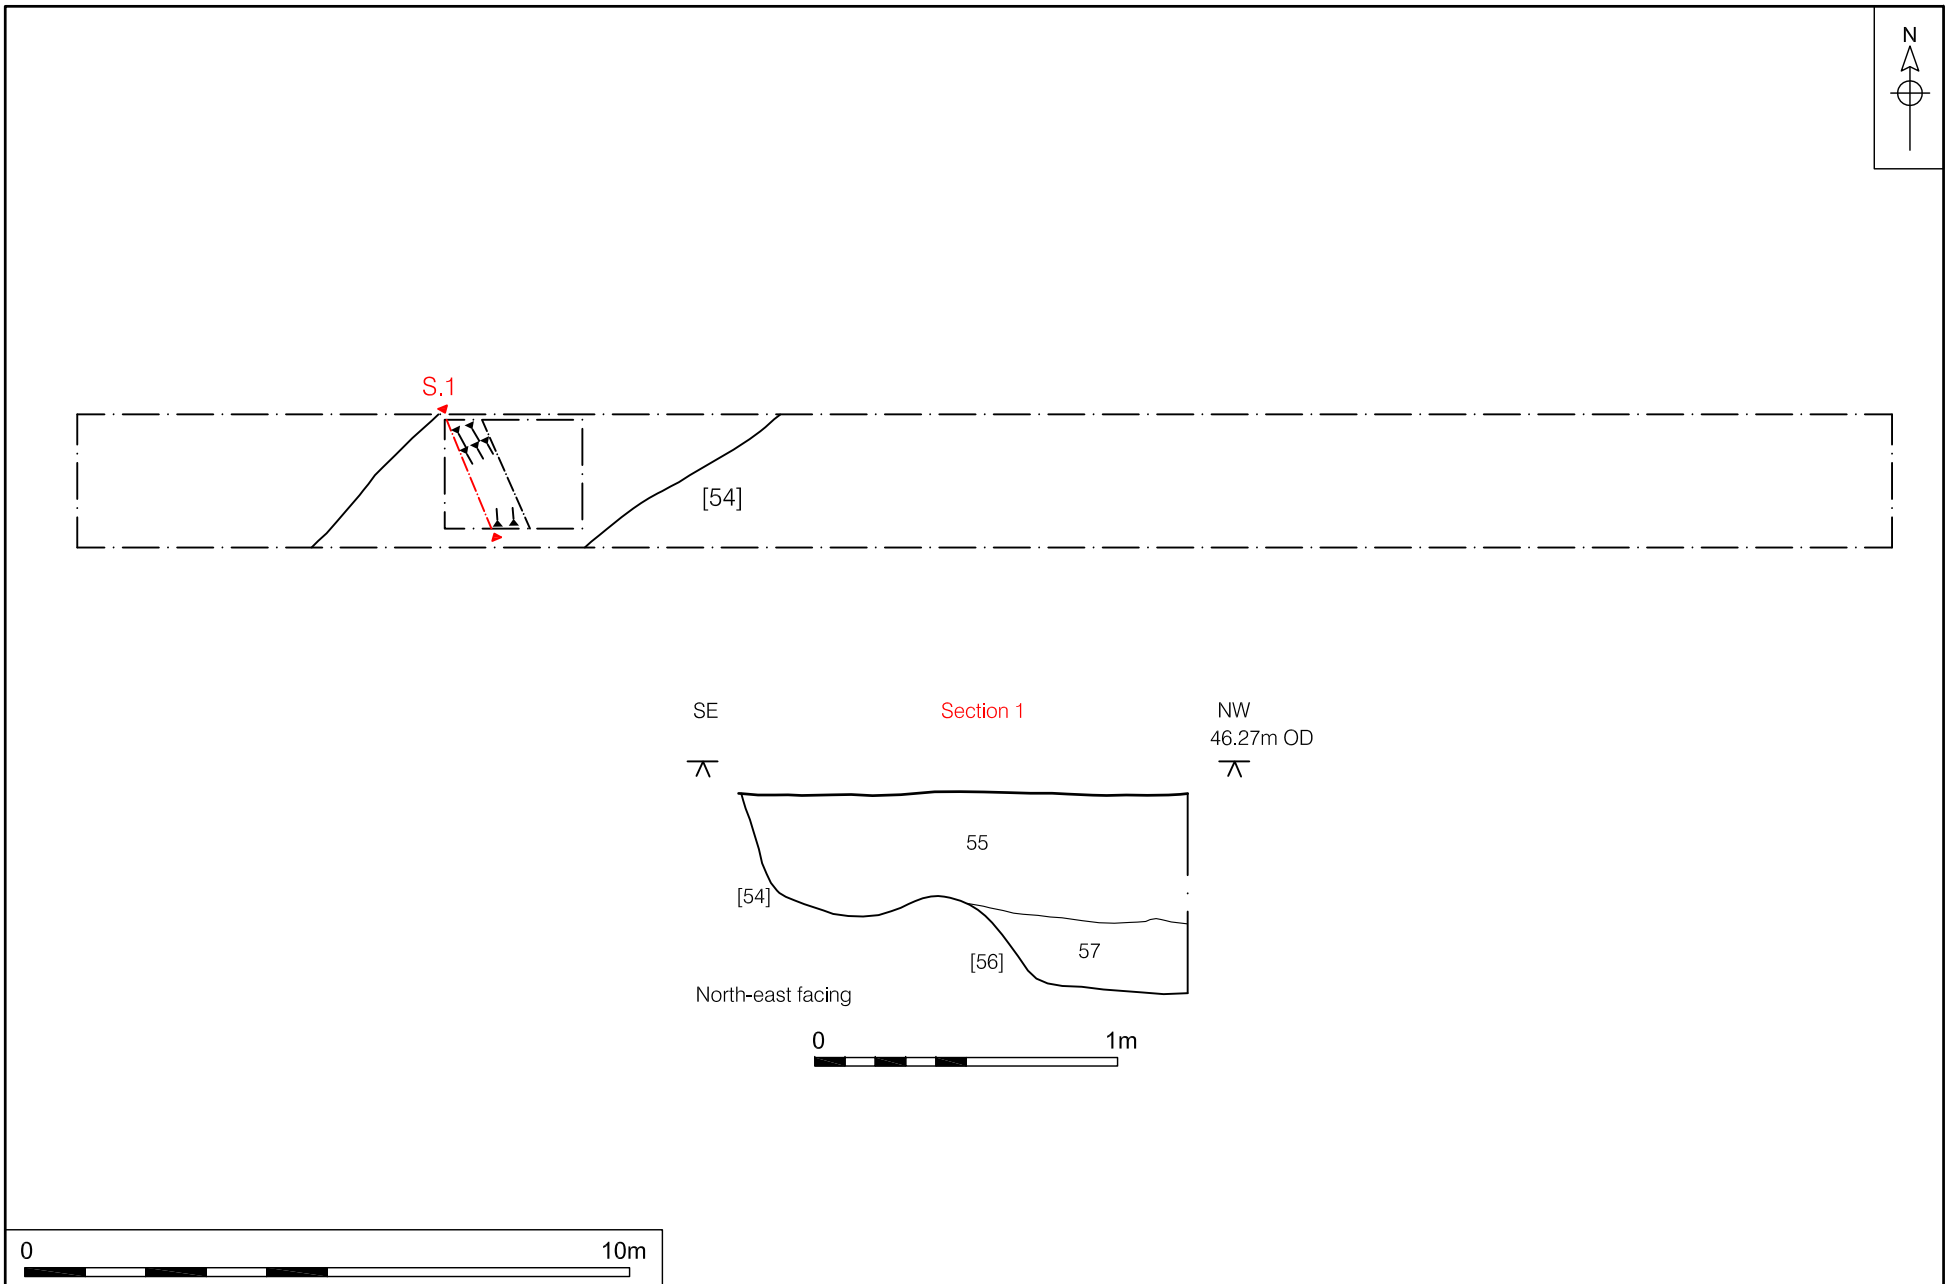 N
S.1
[54]
SE
Section 1
NW
46.27m OD
55
[54]
57
[56]
North-east facing
0 1m
0 10m